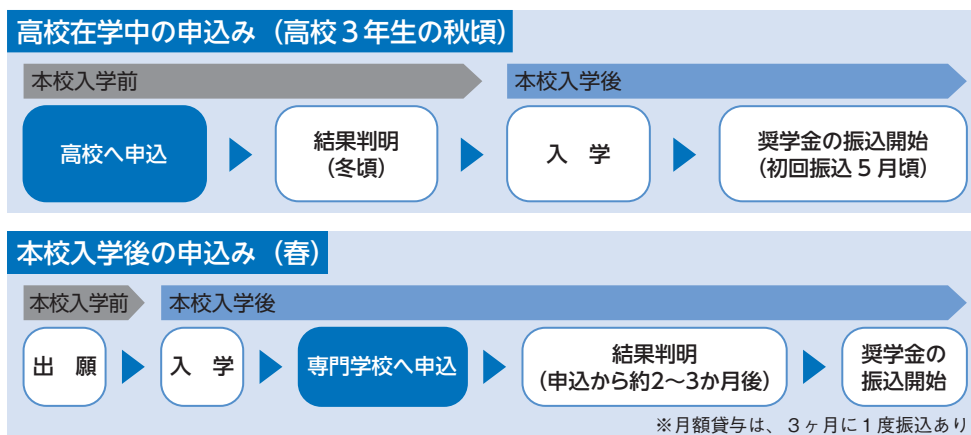 高校在学中の申込み（高校３年生の秋頃）
本校入学前
本校入学後
高校へ申込
結果判明
（冬頃）
入　学
奨学金の振込開始
（初回振込５月頃）
本校入学後の申込み（春）
本校入学前
本校入学後
出　願
入　学
専門学校へ申込
結果判明
（申込から約2～3か月後）
奨学金の
振込開始
※月額貸与は、３ヶ月に１度振込あり